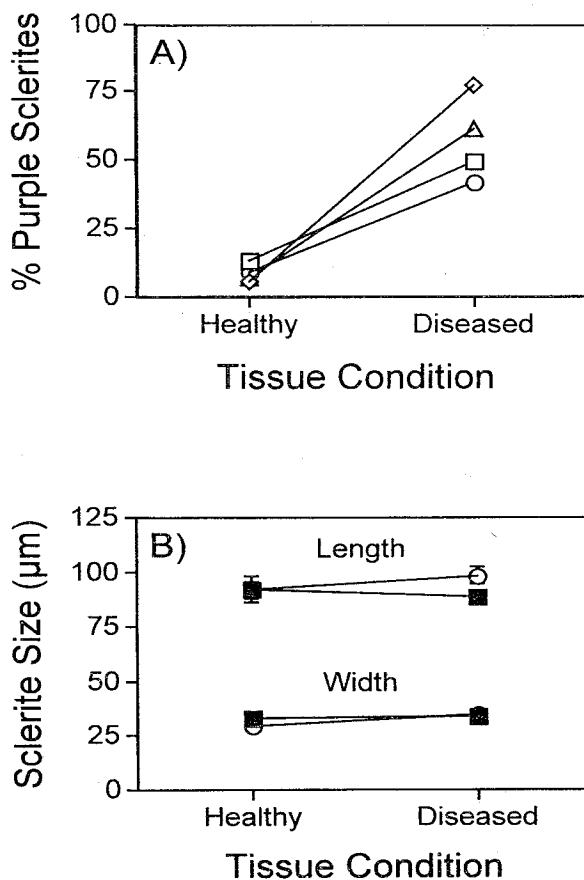 A)
% Purple Sclerites
100
75
50
25
0
Healthy Diseased
Tissue Condition
B)
Sclerite Size (µm)
125
100
75
50
25
0
Length
Width
Healthy Diseased
Tissue Condition